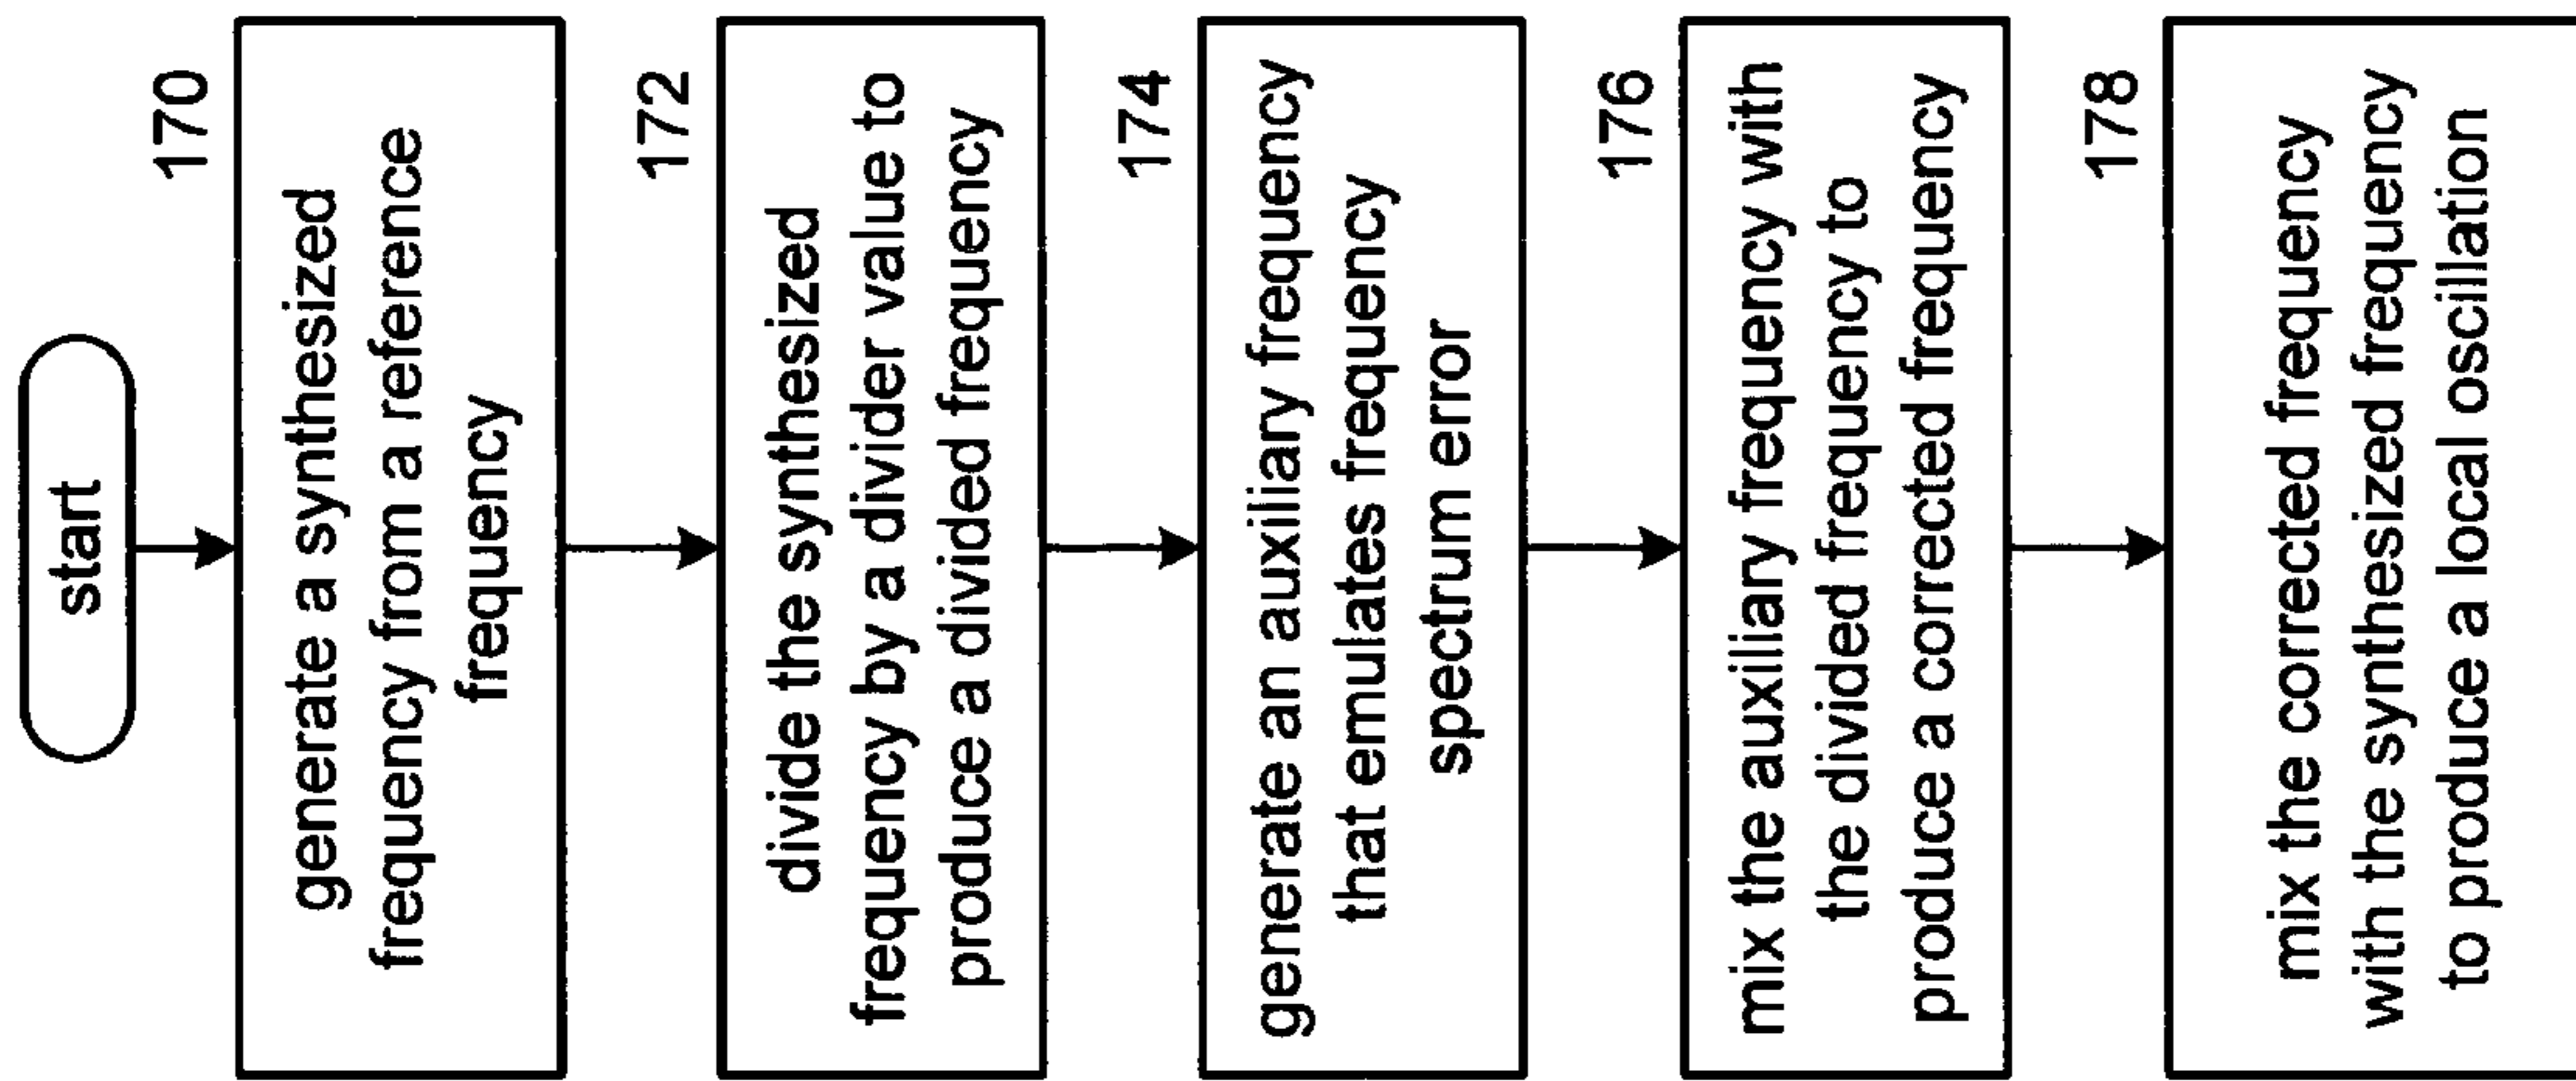 start
170
generate a synthesized
frequency from a reference
frequency
172
divide the synthesized
frequency by a divider value to
produce a divided frequency
174
generate an auxiliary frequency
that emulates frequency
spectrum error
176
mix the auxiliary frequency with
the divided frequency to
produce a corrected frequency
178
mix the corrected frequency
with the synthesized frequency
to produce a local oscillation